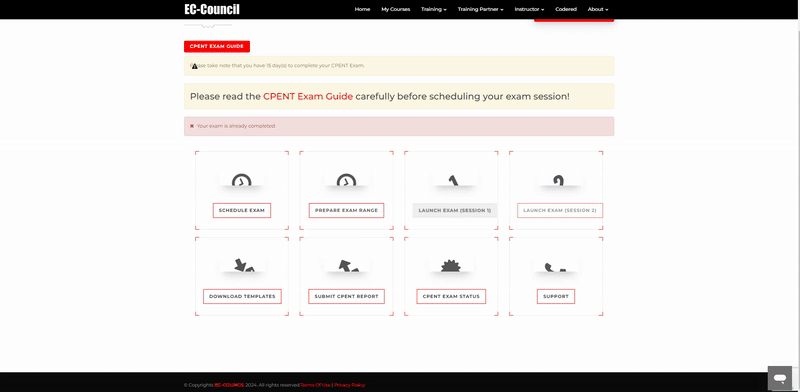 EC-Council
Home My Courses Training Training Partner Instructor Codered About
CPENT EXAM GUIDE
Please take note that you have 15 day(s) to complete your CPENT Exam.
Please read the CPENT Exam Guide carefully before scheduling your exam session!
Your exam is already completed
SCHEDULE EXAM
PREPARE EXAM RANGE
LAUNCH EXAM (SESSION 1)
LAUNCH EXAM (SESSION 2)
DOWNLOAD TEMPLATES
SUBMIT CPENT REPORT
CPENT EXAM STATUS
SUPPORT
© Copyrights EC-COUNCIL 2024. All rights reserved Terms Of Use | Privacy Policy